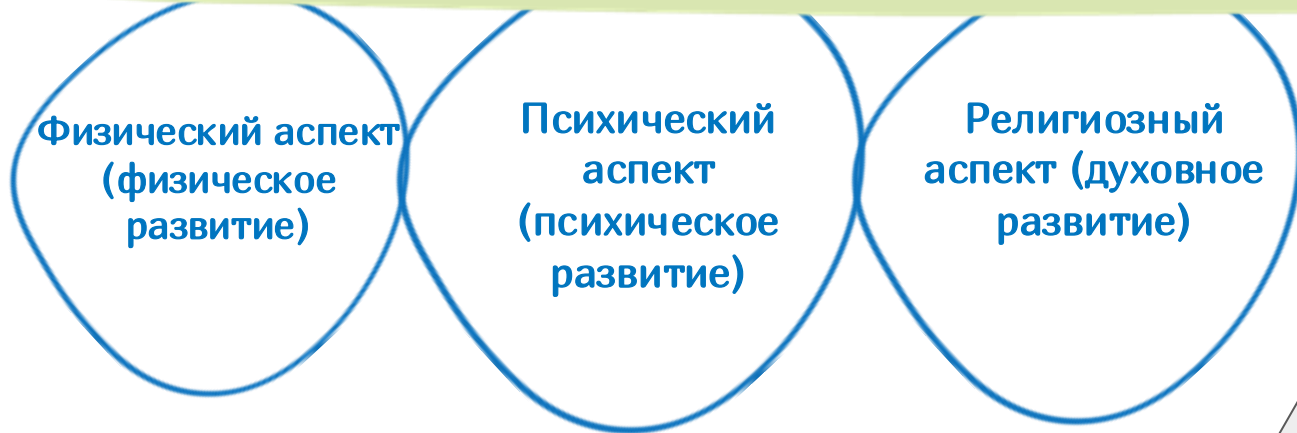 Физический аспект
(физическое
развитие)
Психический
аспект
(психическое
развитие)
Религиозный
аспект (духовное
развитие)